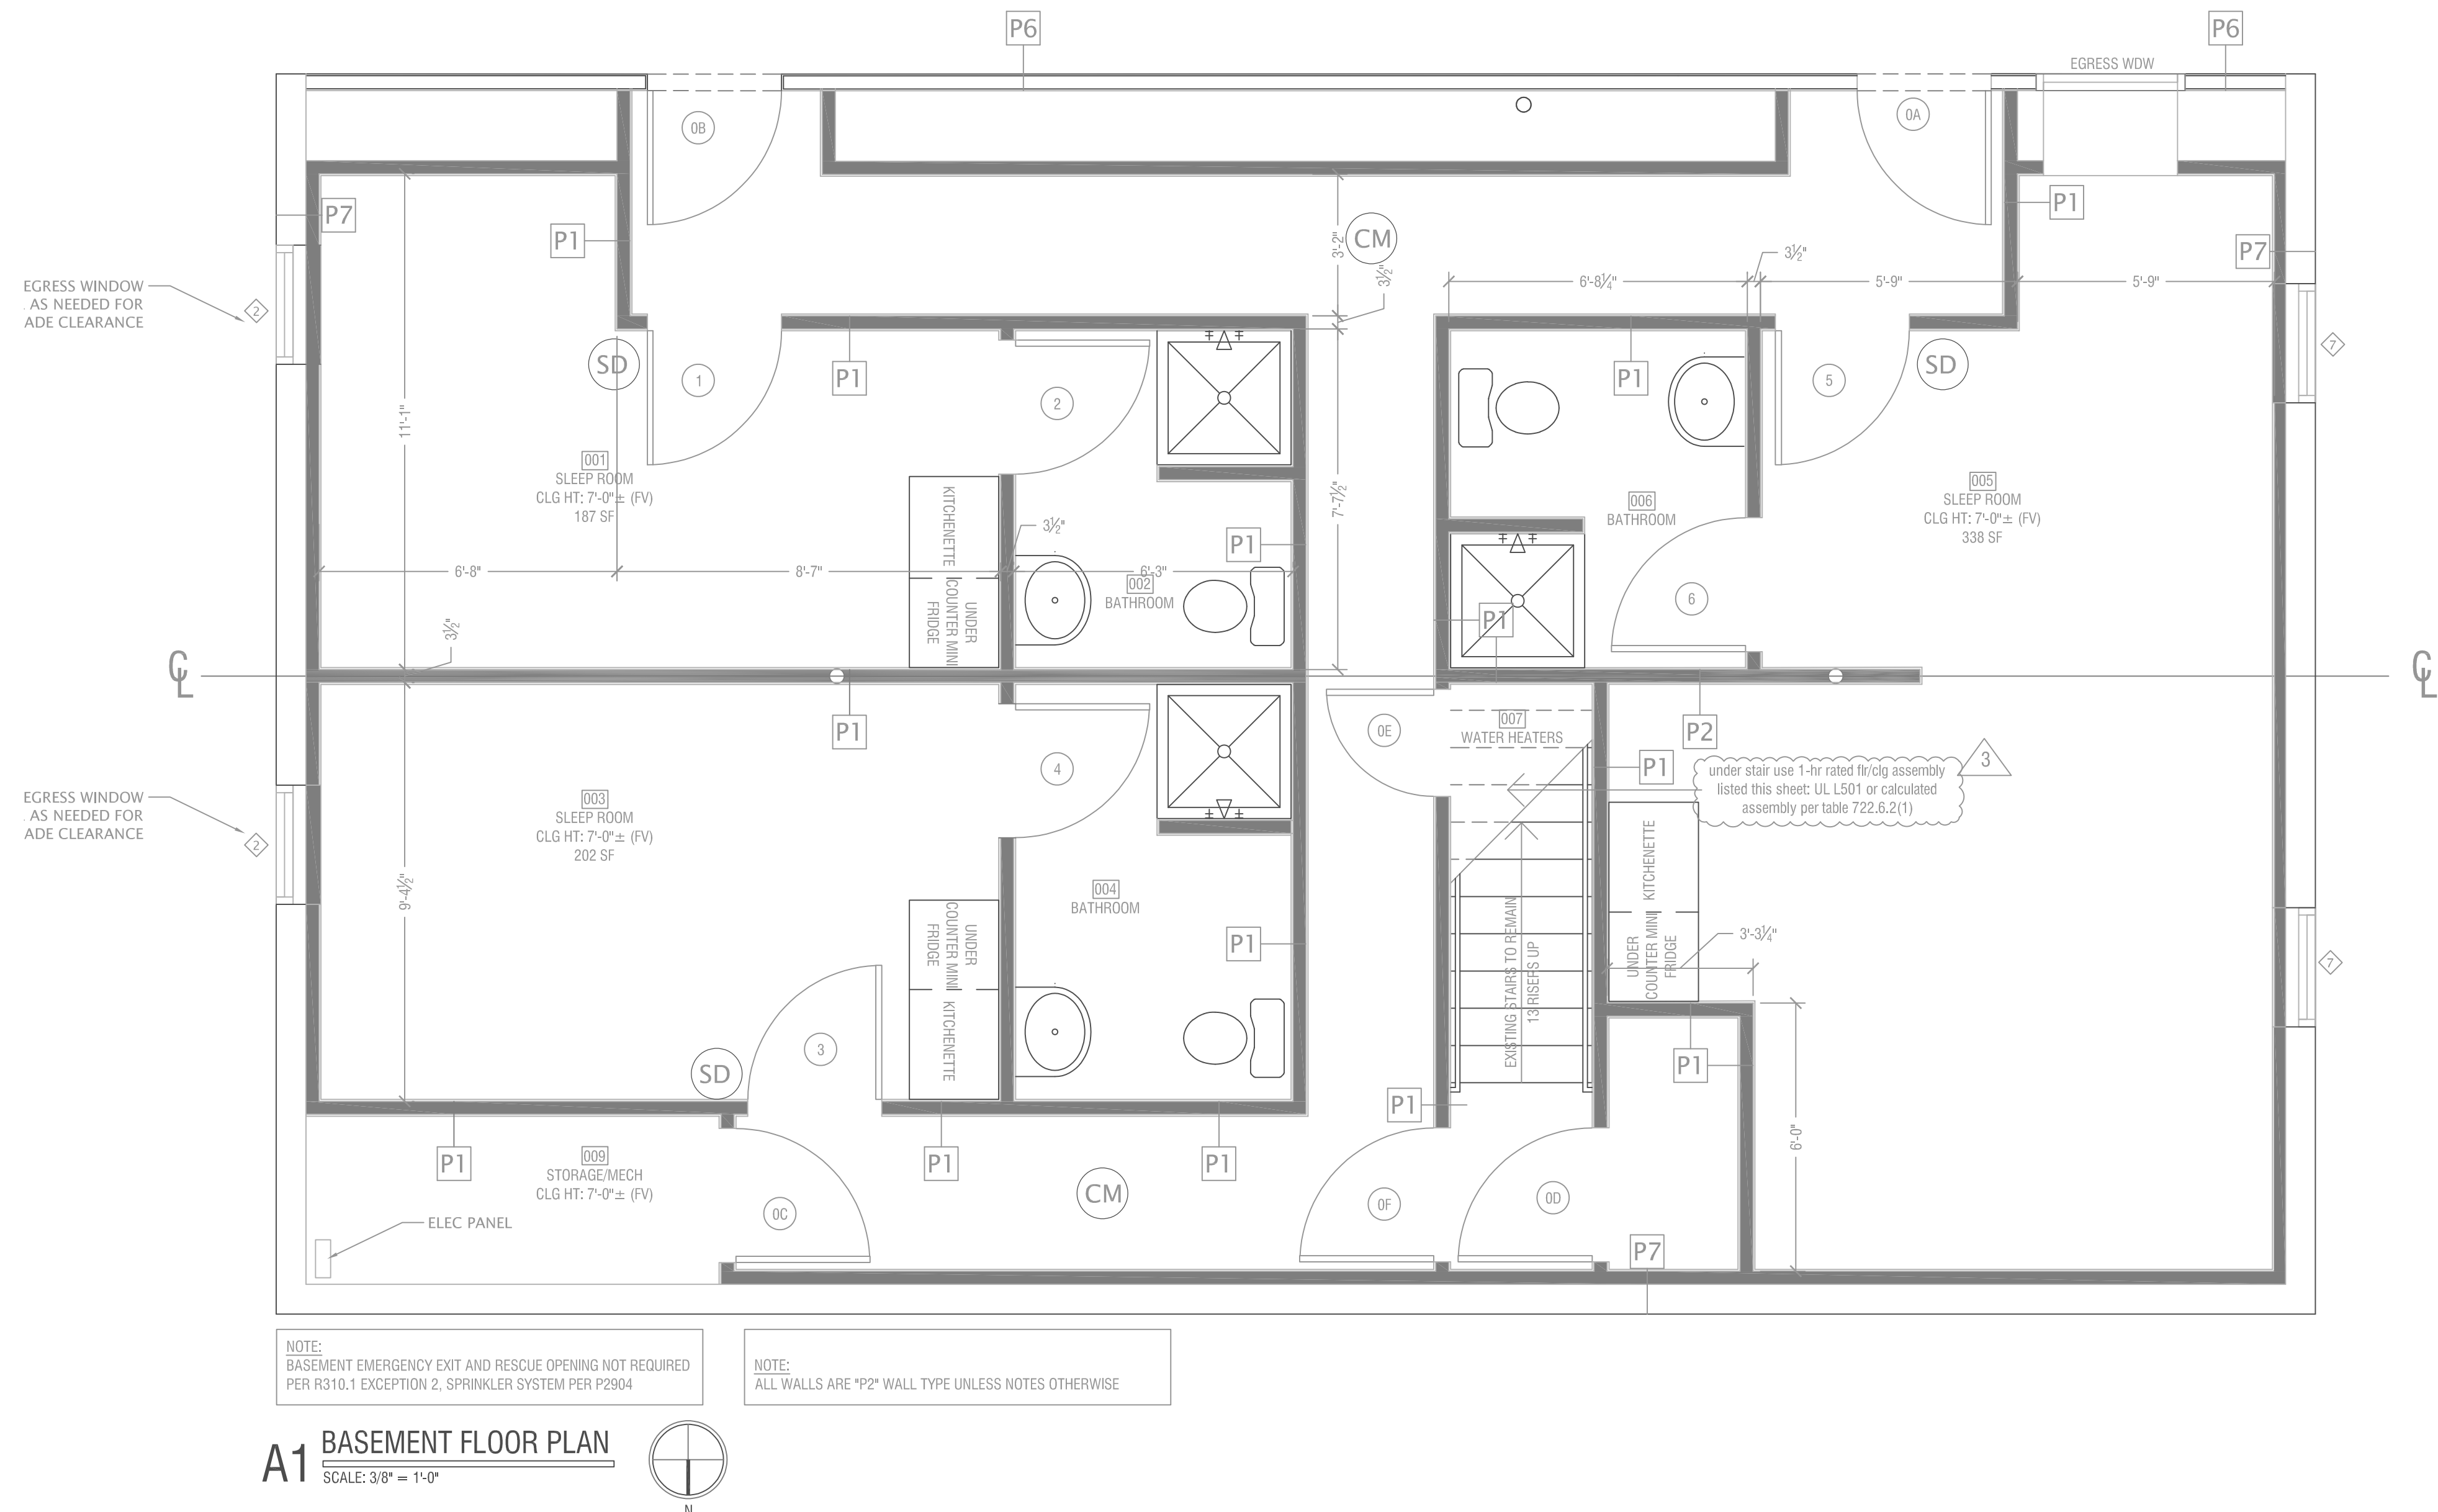 P6
P6
EGRESS WDW
0B
0A
P7
P1
P1
P7
CM
3'-2"
3½"
3½"
6'-8¼"
5'-9"
5'-9"
EGRESS WINDOW
AS NEEDED FOR
ADE CLEARANCE
2
7
SD
1
P1
2
P1
5
SD
11'-1"
001
SLEEP ROOM
CLG HT: 7'-0"± (FV)
187 SF
KITCHENETTE
UNDER
COUNTER MINI
FRIDGE
3½"
P1
7'-7½"
006
BATHROOM
005
SLEEP ROOM
CLG HT: 7'-0"± (FV)
338 SF
6'-8"
8'-7"
6'-3"
002
BATHROOM
P1
6
3½"
CL
CL
P1
4
0E
007
WATER HEATERS
P2
P1
under stair use 1-hr rated flr/clg assembly
listed this sheet: UL L501 or calculated
assembly per table 722.6.2(1)
3
EGRESS WINDOW
AS NEEDED FOR
ADE CLEARANCE
2
003
SLEEP ROOM
CLG HT: 7'-0"± (FV)
202 SF
9'-4½"
004
BATHROOM
UNDER
COUNTER MINI
FRIDGE
KITCHENETTE
P1
EXISTING STAIRS TO REMAIN
13 RISERS UP
KITCHENETTE
UNDER
COUNTER MINI
FRIDGE
3'-3¼"
7
3
SD
P1
P1
6'-0"
P1
P1
P1
009
STORAGE/MECH
CLG HT: 7'-0"± (FV)
ELEC PANEL
0C
CM
0F
0D
P7
NOTE:
BASEMENT EMERGENCY EXIT AND RESCUE OPENING NOT REQUIRED
PER R310.1 EXCEPTION 2, SPRINKLER SYSTEM PER P2904
NOTE:
ALL WALLS ARE "P2" WALL TYPE UNLESS NOTES OTHERWISE
A1
BASEMENT FLOOR PLAN
SCALE: 3/8" = 1'-0"
N